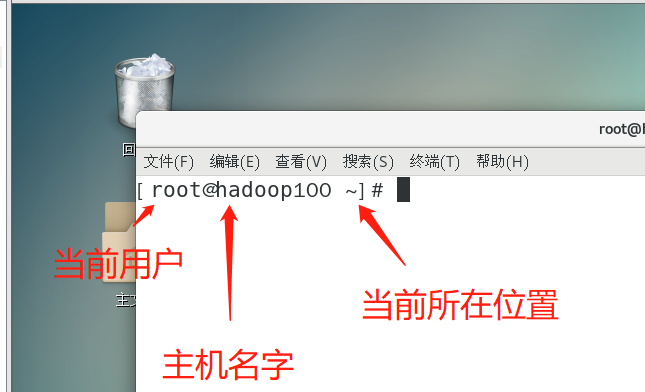 回
root@h
文件(F) 编辑(E) 查看(V) 搜索(S) 终端(T) 帮助(H)
[ root@hadoop100 ~]#
当前用户
主文
当前所在位置
主机名字